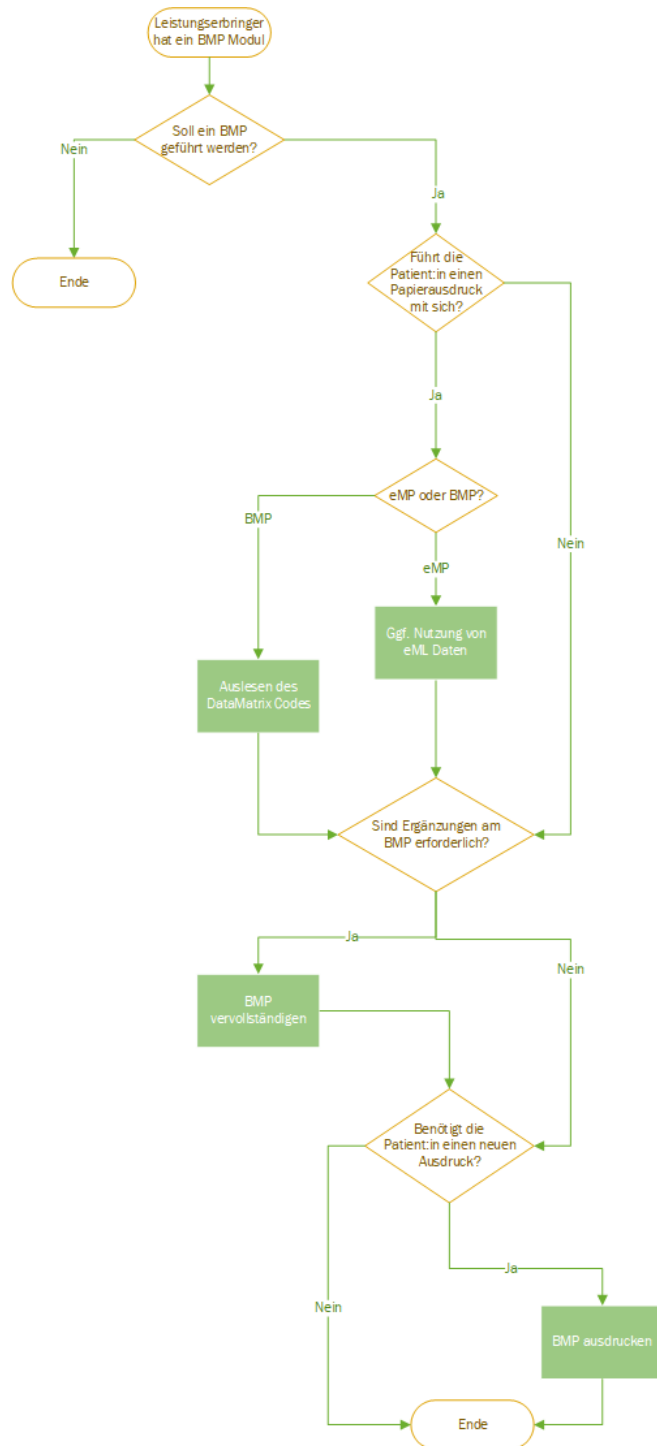 Leistungserbringer
hat ein BMP Modul
Soll ein BMP
geführt werden?
Nein
Ja
Ende
Führt die
Patient:in einen
Papierausdruck
mit sich?
Ja
Nein
eMP oder BMP?
BMP
eMP
Ggf. Nutzung von
eML Daten
Auslesen des
DataMatrix Codes
Sind Ergänzungen am
BMP erforderlich?
Ja
Nein
BMP
vervollständigen
Benötigt die
Patient:in einen neuen
Ausdruck?
Ja
Nein
BMP ausdrucken
Ende